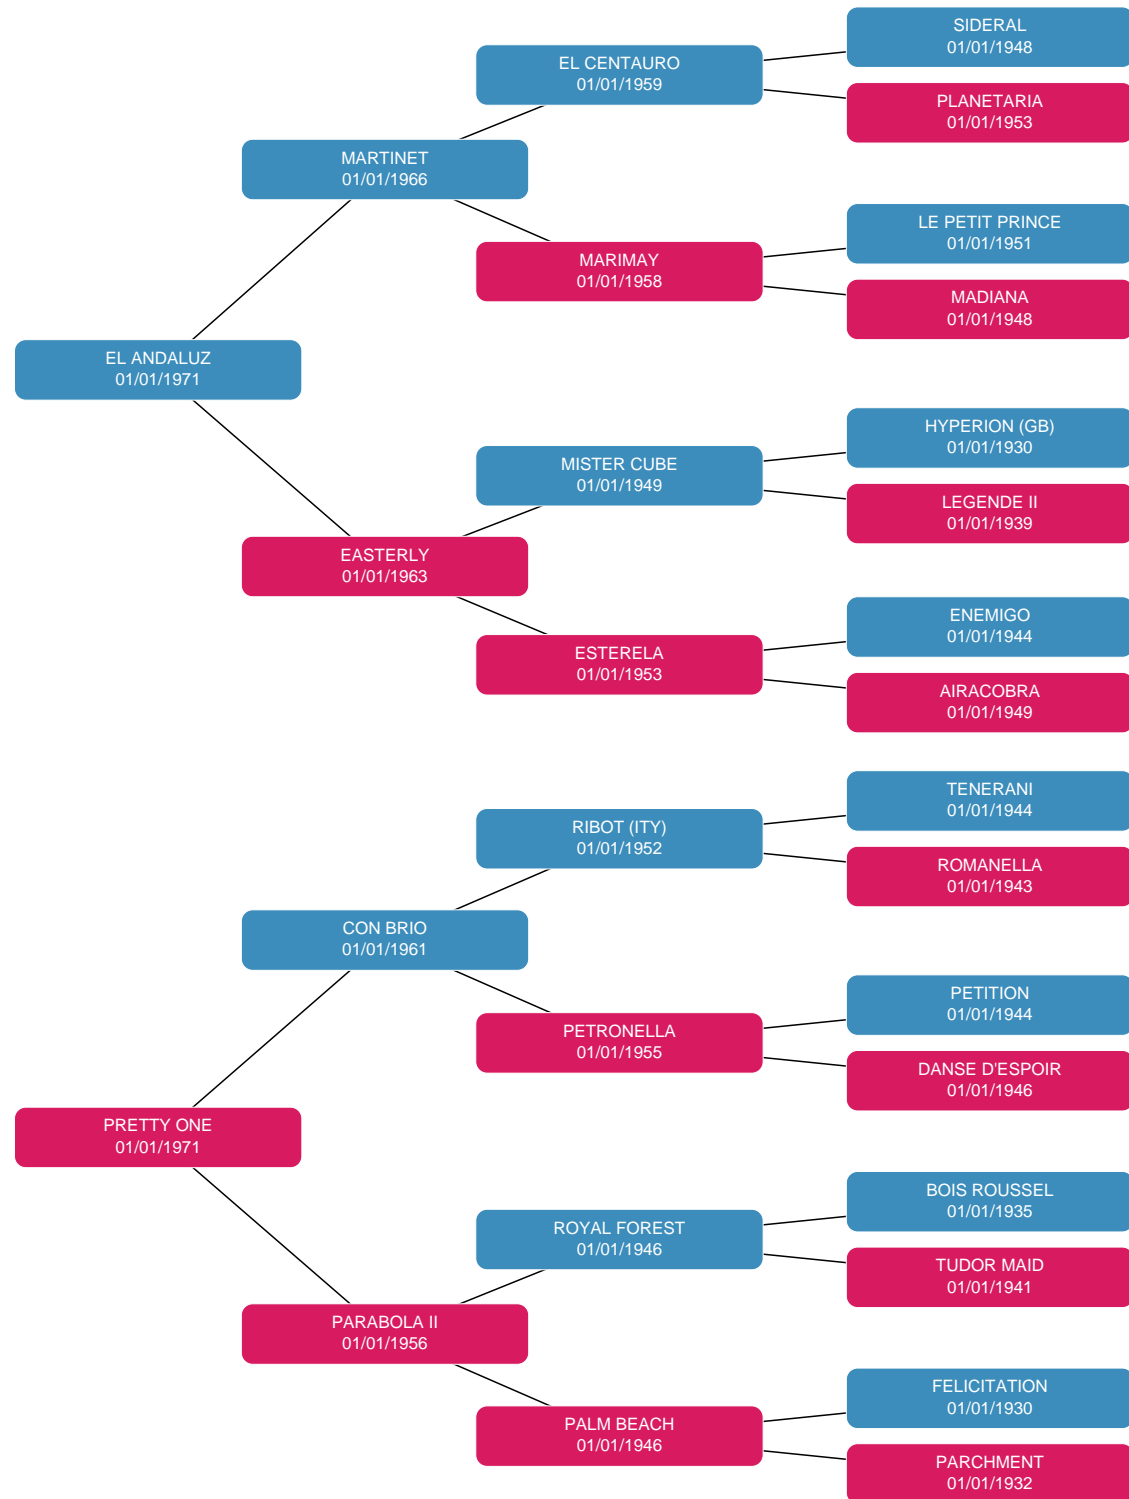 SIDERAL
01/01/1948
EL CENTAURO
01/01/1959
PLANETARIA
01/01/1953
MARTINET
01/01/1966
LE PETIT PRINCE
01/01/1951
MARIMAY
01/01/1958
MADIANA
01/01/1948
EL ANDALUZ
01/01/1971
HYPERION (GB)
01/01/1930
MISTER CUBE
01/01/1949
LEGENDE II
01/01/1939
EASTERLY
01/01/1963
ENEMIGO
01/01/1944
ESTERELA
01/01/1953
AIRACOBRA
01/01/1949
TENERANI
01/01/1944
RIBOT (ITY)
01/01/1952
ROMANELLA
01/01/1943
CON BRIO
01/01/1961
PETITION
01/01/1944
PETRONELLA
01/01/1955
DANSE D'ESPOIR
01/01/1946
PRETTY ONE
01/01/1971
BOIS ROUSSEL
01/01/1935
ROYAL FOREST
01/01/1946
TUDOR MAID
01/01/1941
PARABOLA II
01/01/1956
FELICITATION
01/01/1930
PALM BEACH
01/01/1946
PARCHMENT
01/01/1932